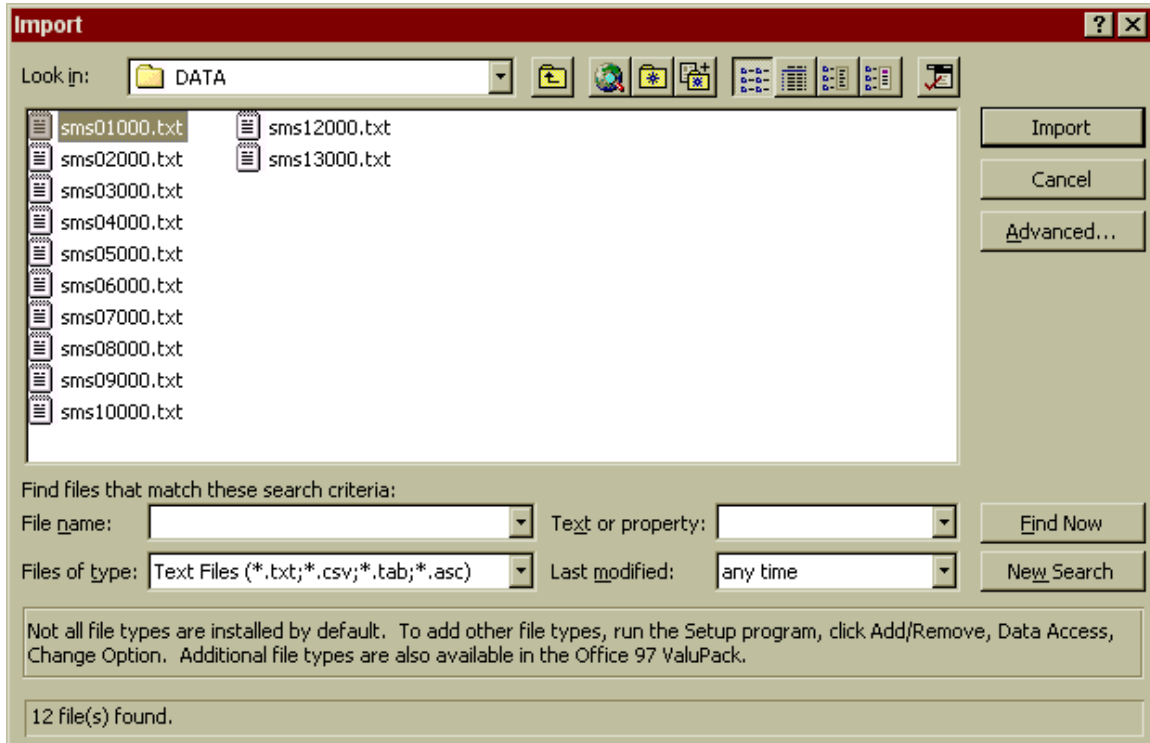 Import
Look in: DATA
sms01000.txt sms12000.txt
sms02000.txt sms13000.txt
sms03000.txt
sms04000.txt
sms05000.txt
sms06000.txt
sms07000.txt
sms08000.txt
sms09000.txt
sms10000.txt
Import
Cancel
Advanced...
Find files that match these search criteria:
File name: Text or property: Find Now
Files of type: Text Files (*.txt;*.csv;*.tab;*.asc) Last modified: any time New Search
Not all file types are installed by default. To add other file types, run the Setup program, click Add/Remove, Data Access,
Change Option. Additional file types are also available in the Office 97 ValuPack.
12 file(s) found.